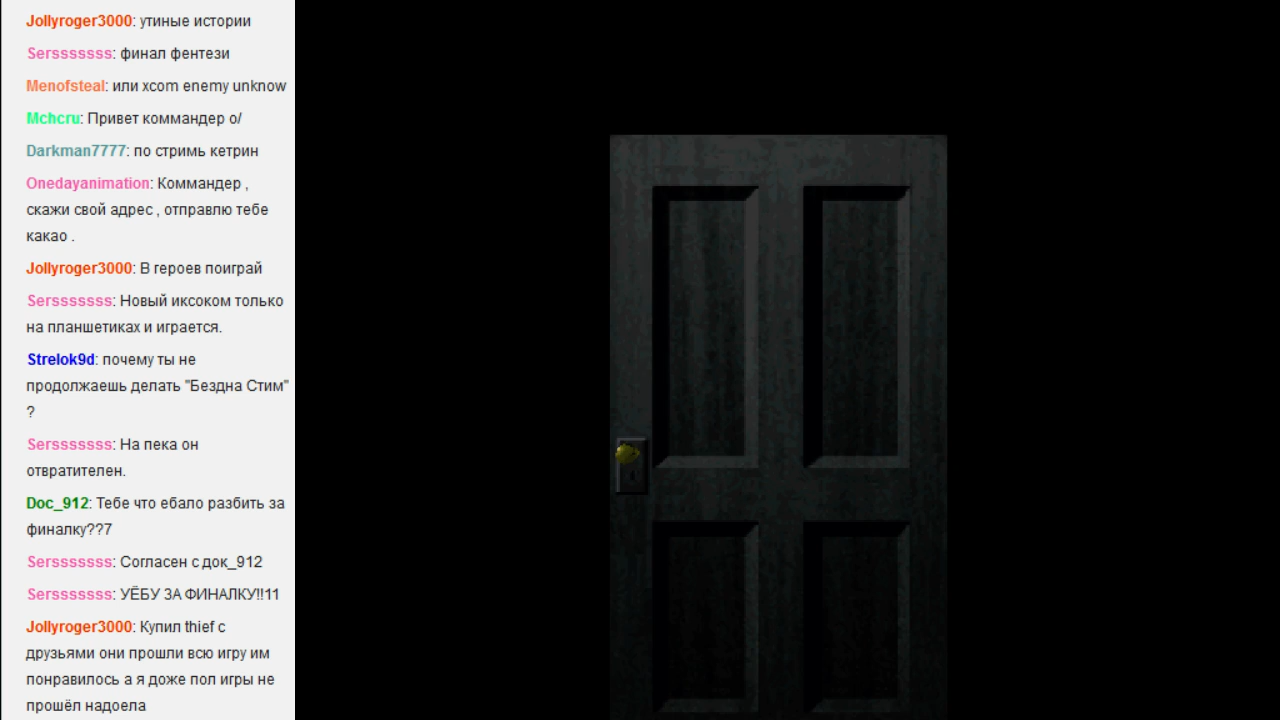 Jollyroger3000: утиные истории
Sersssssss: финал фентези
Menofsteal: или xcom enemy unknow
Mchcru: Привет коммандер о/
Darkman7777: по стримь кетрин
Onedayanimation: Коммандер ,
скажи свой адрес , отправлю тебе
какао .
Jollyroger3000: В героев поиграй
Sersssssss: Новый иксоком только
на планшетиках и играется.
Strelok9d: почему ты не
продолжаешь делать "Бездна Стим"
?
Sersssssss: На пека он
отвратителен.
Doc_912: Тебе что ебало разбить за
финалку??7
Sersssssss: Согласен с док_912
Sersssssss: УЁБУ ЗА ФИНАЛКУ!!11
Jollyroger3000: Купил thief с
друзьями они прошли всю игру им
понравилось а я доже пол игры не
прошёл надоела